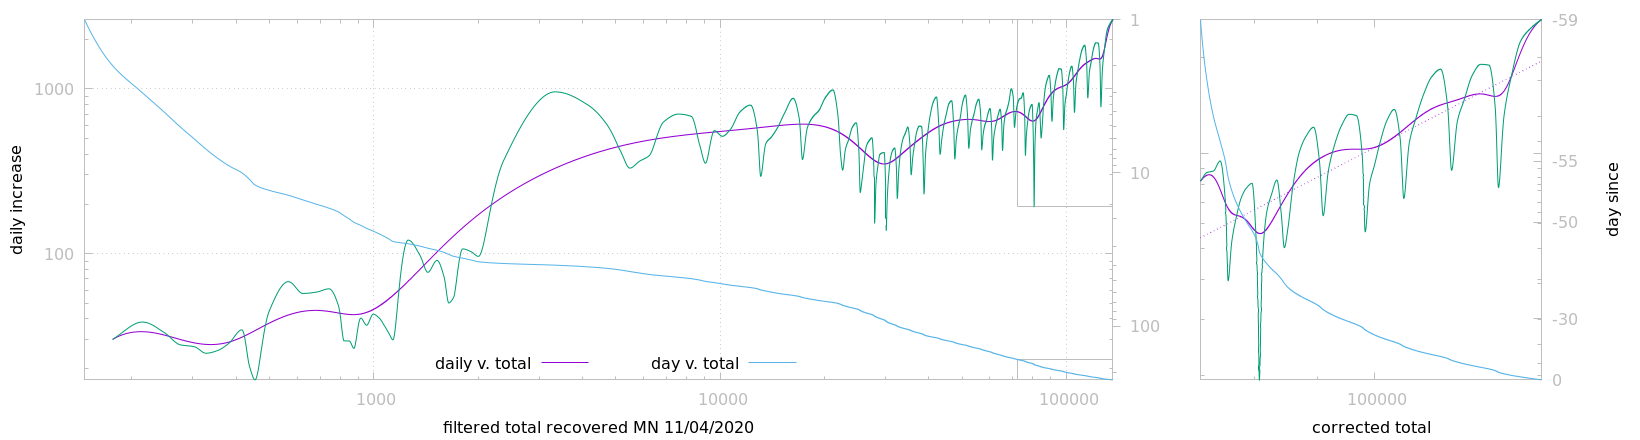 1
-59
1000
10
-55
-50
daily increase
day since
100
100
-30
daily v. total
day v. total
0
1000
10000
100000
100000
filtered total recovered MN 11/04/2020
corrected total